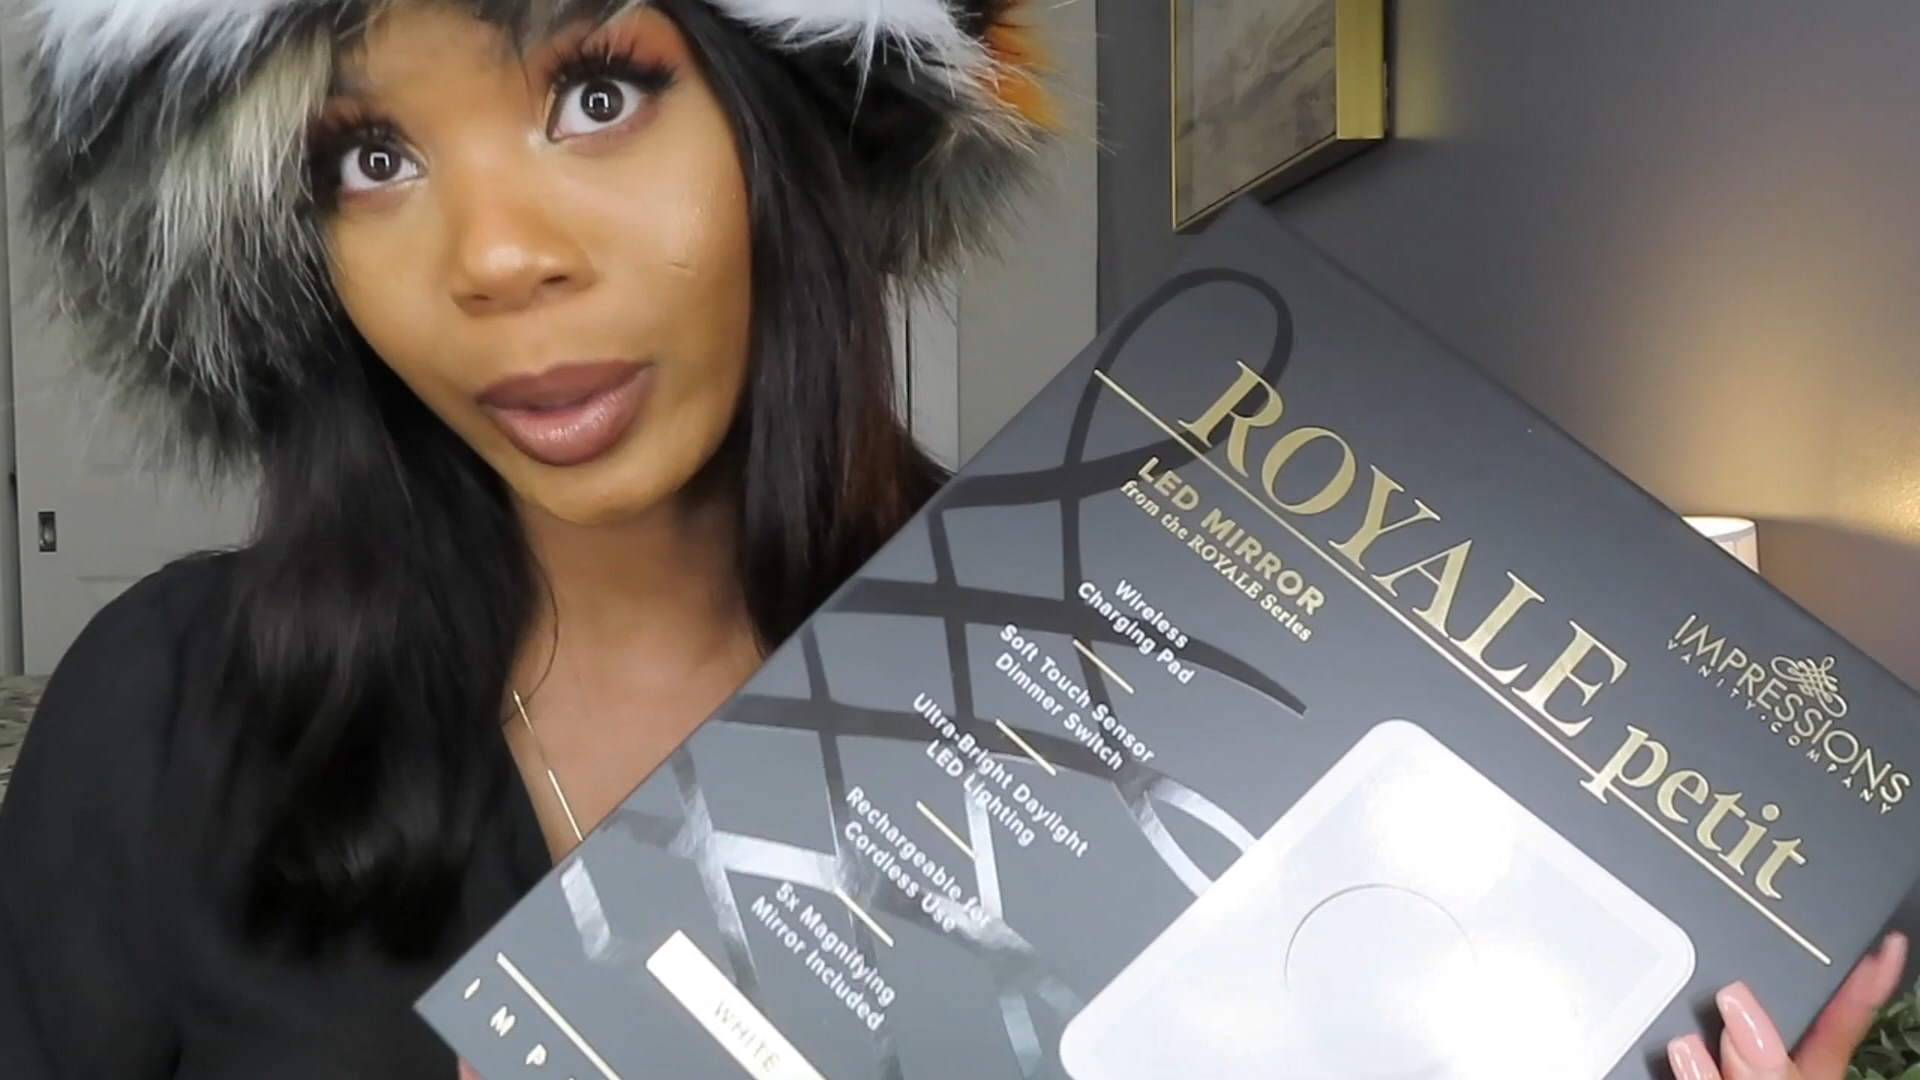 ROYALE petit
LED MIRROR
from the ROYALE Series
IMPRESSIONS
VANITY·COMPANY
Wireless
Charging Pad
Soft Touch Sensor
Dimmer Switch
Ultra-Bright Daylight
LED Lighting
Rechargeable for
Cordless Use
5x Magnifying
Mirror Included
WHITE
IMP